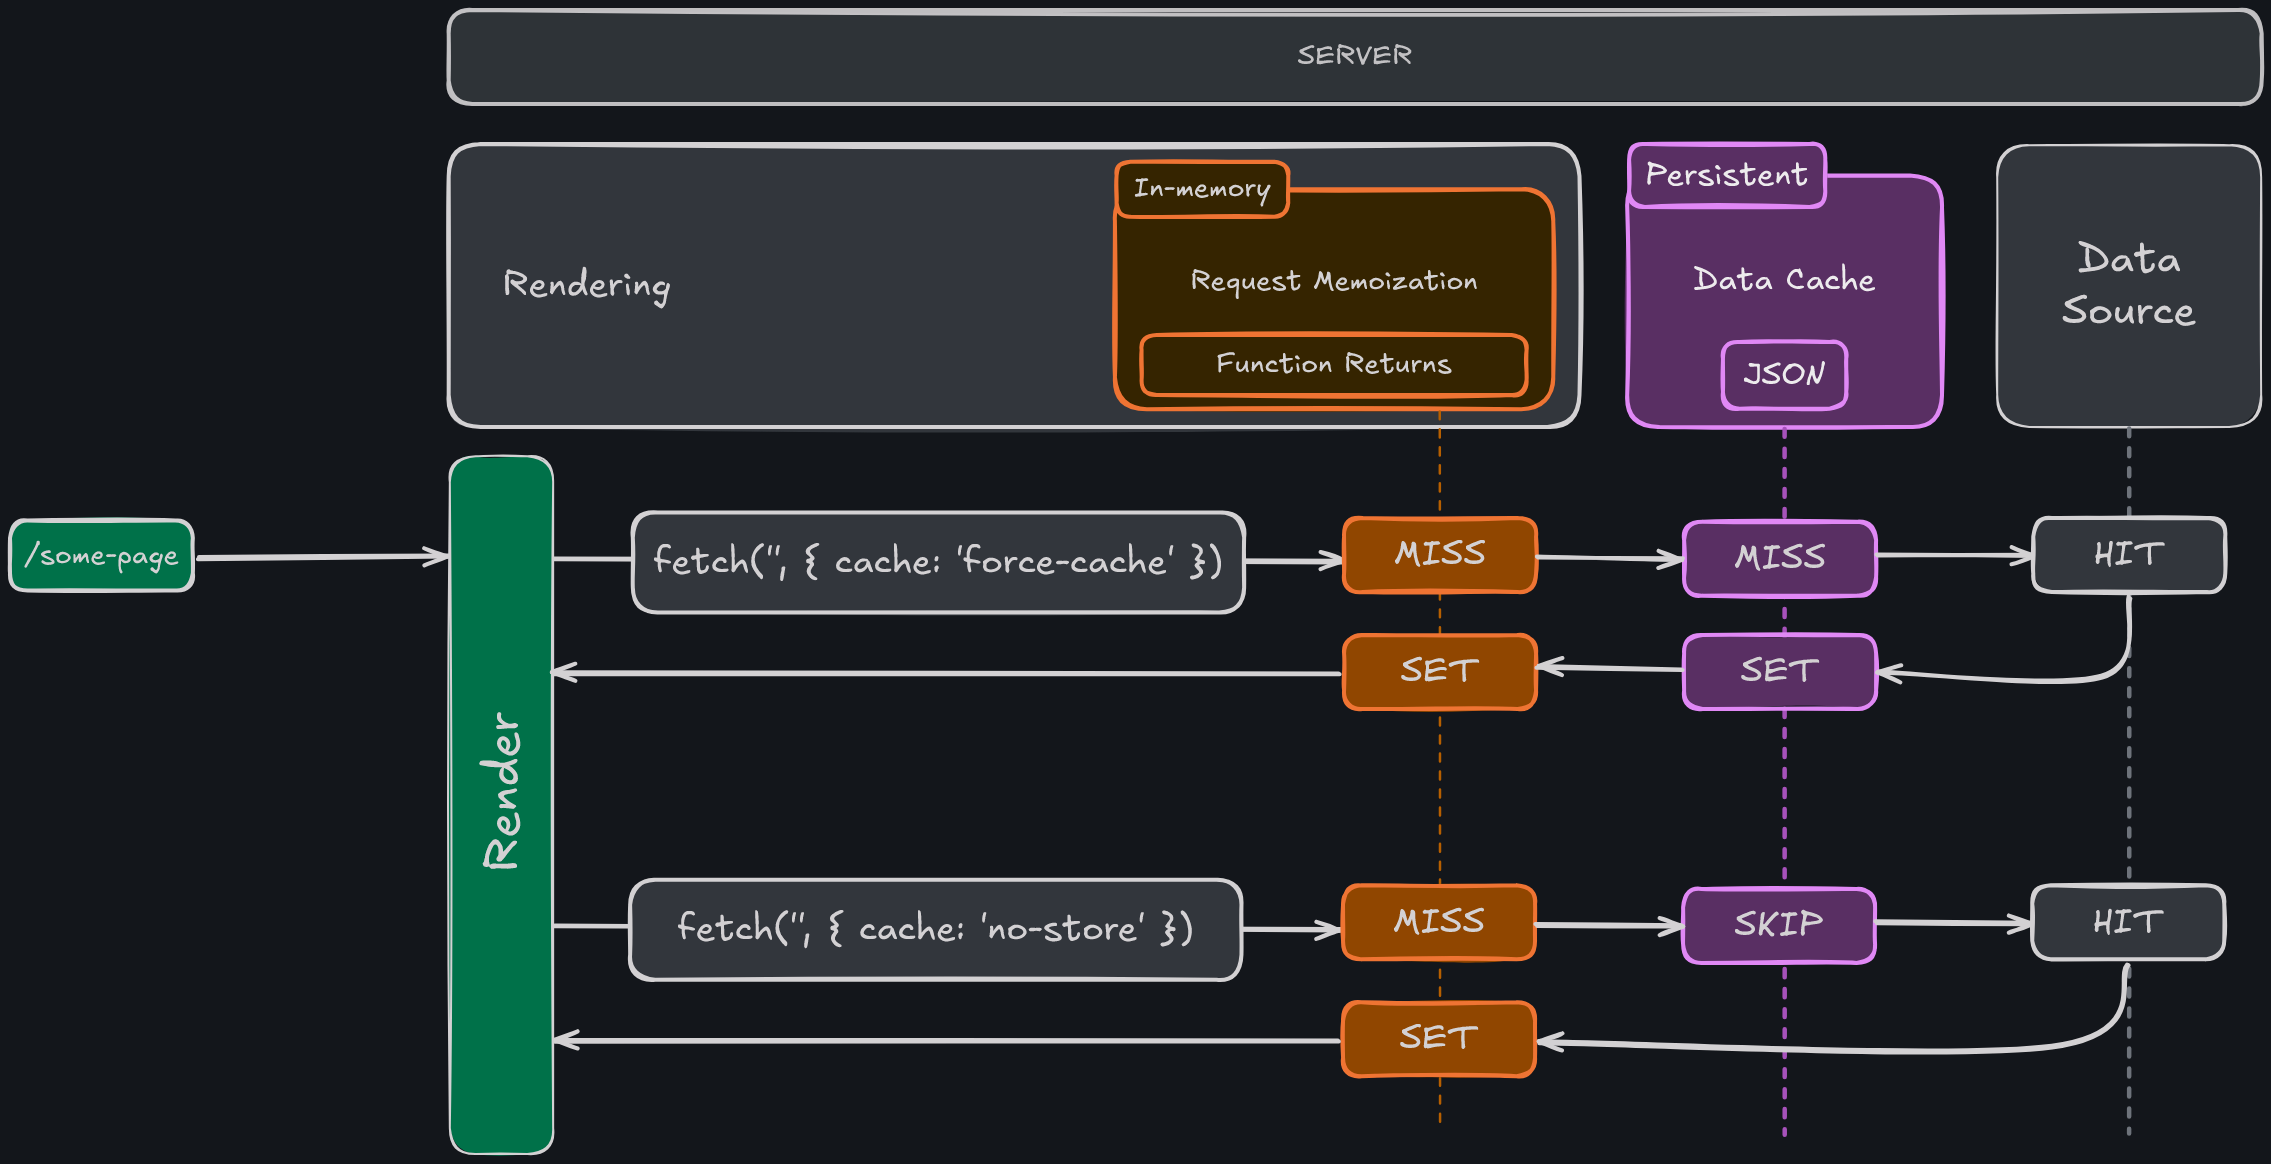 SERVER
In-memory
Persistent
Rendering
Request Memoization
Function Returns
Data Cache
JSON
Data
Source
/some-page
Render
fetch('', { cache: 'force-cache' })
MISS
MISS
HIT
SET
SET
fetch('', { cache: 'no-store' })
MISS
SKIP
HIT
SET